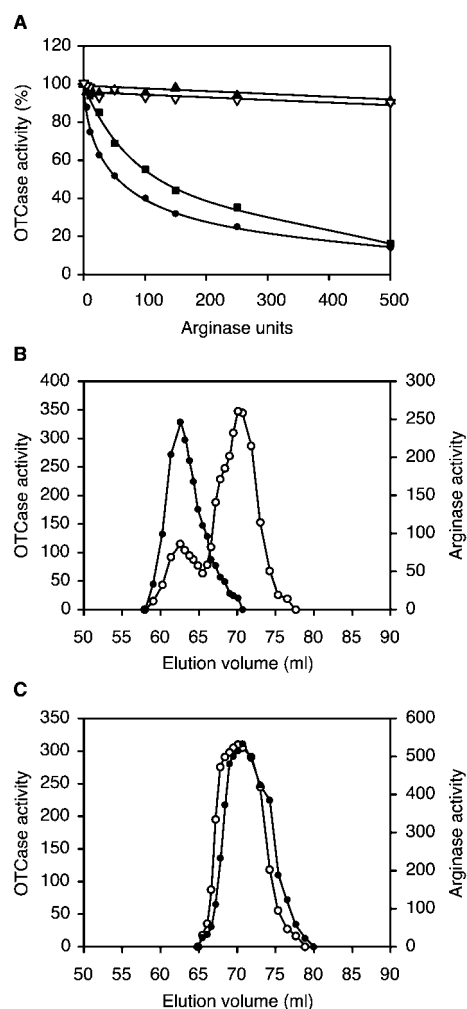 A
120
100
80
60
40
20
0
OTCase activity (%)
0 100 200 300 400 500
Arginase units
B
400
350
300
250
200
150
100
50
0
OTCase activity
300
250
200
150
100
50
0
Arginase activity
50 55 60 65 70 75 80 85 90
Elution volume (ml)
C
350
300
250
200
150
100
50
0
OTCase activity
600
500
400
300
200
100
0
Arginase activity
50 55 60 65 70 75 80 85 90
Elution volume (ml)